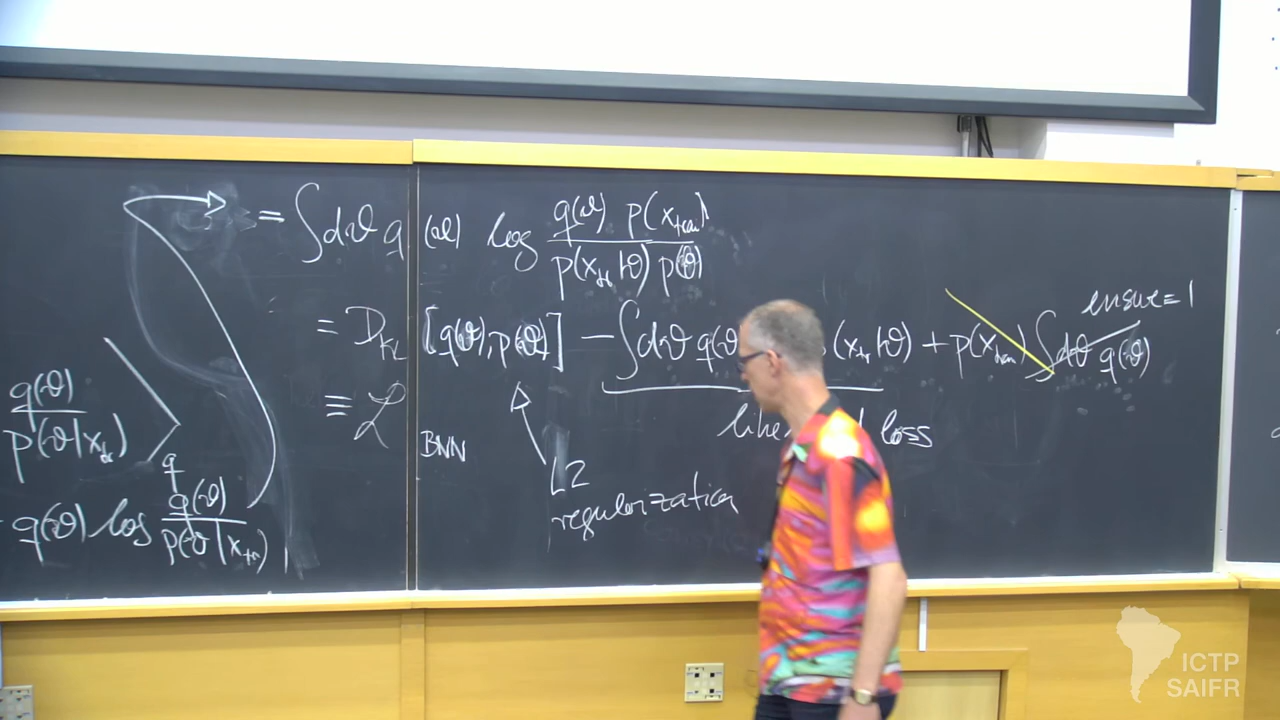 = ∫dϑ q(ϑ) log q(ϑ) p(x_train) / p(x_tr|ϑ) p(ϑ)
= D_KL [q(ϑ), p(ϑ)] − ∫dϑ q(ϑ (x_tr|ϑ) + p(x_train) ∫dϑ q(ϑ)
ensure = 1
≡ ℒ_BNN
loss
L2
regularization
q(ϑ) / p(ϑ|x_tr)
q
q(ϑ) log q(ϑ) / p(ϑ|x_tr)
ICTP
SAIFR